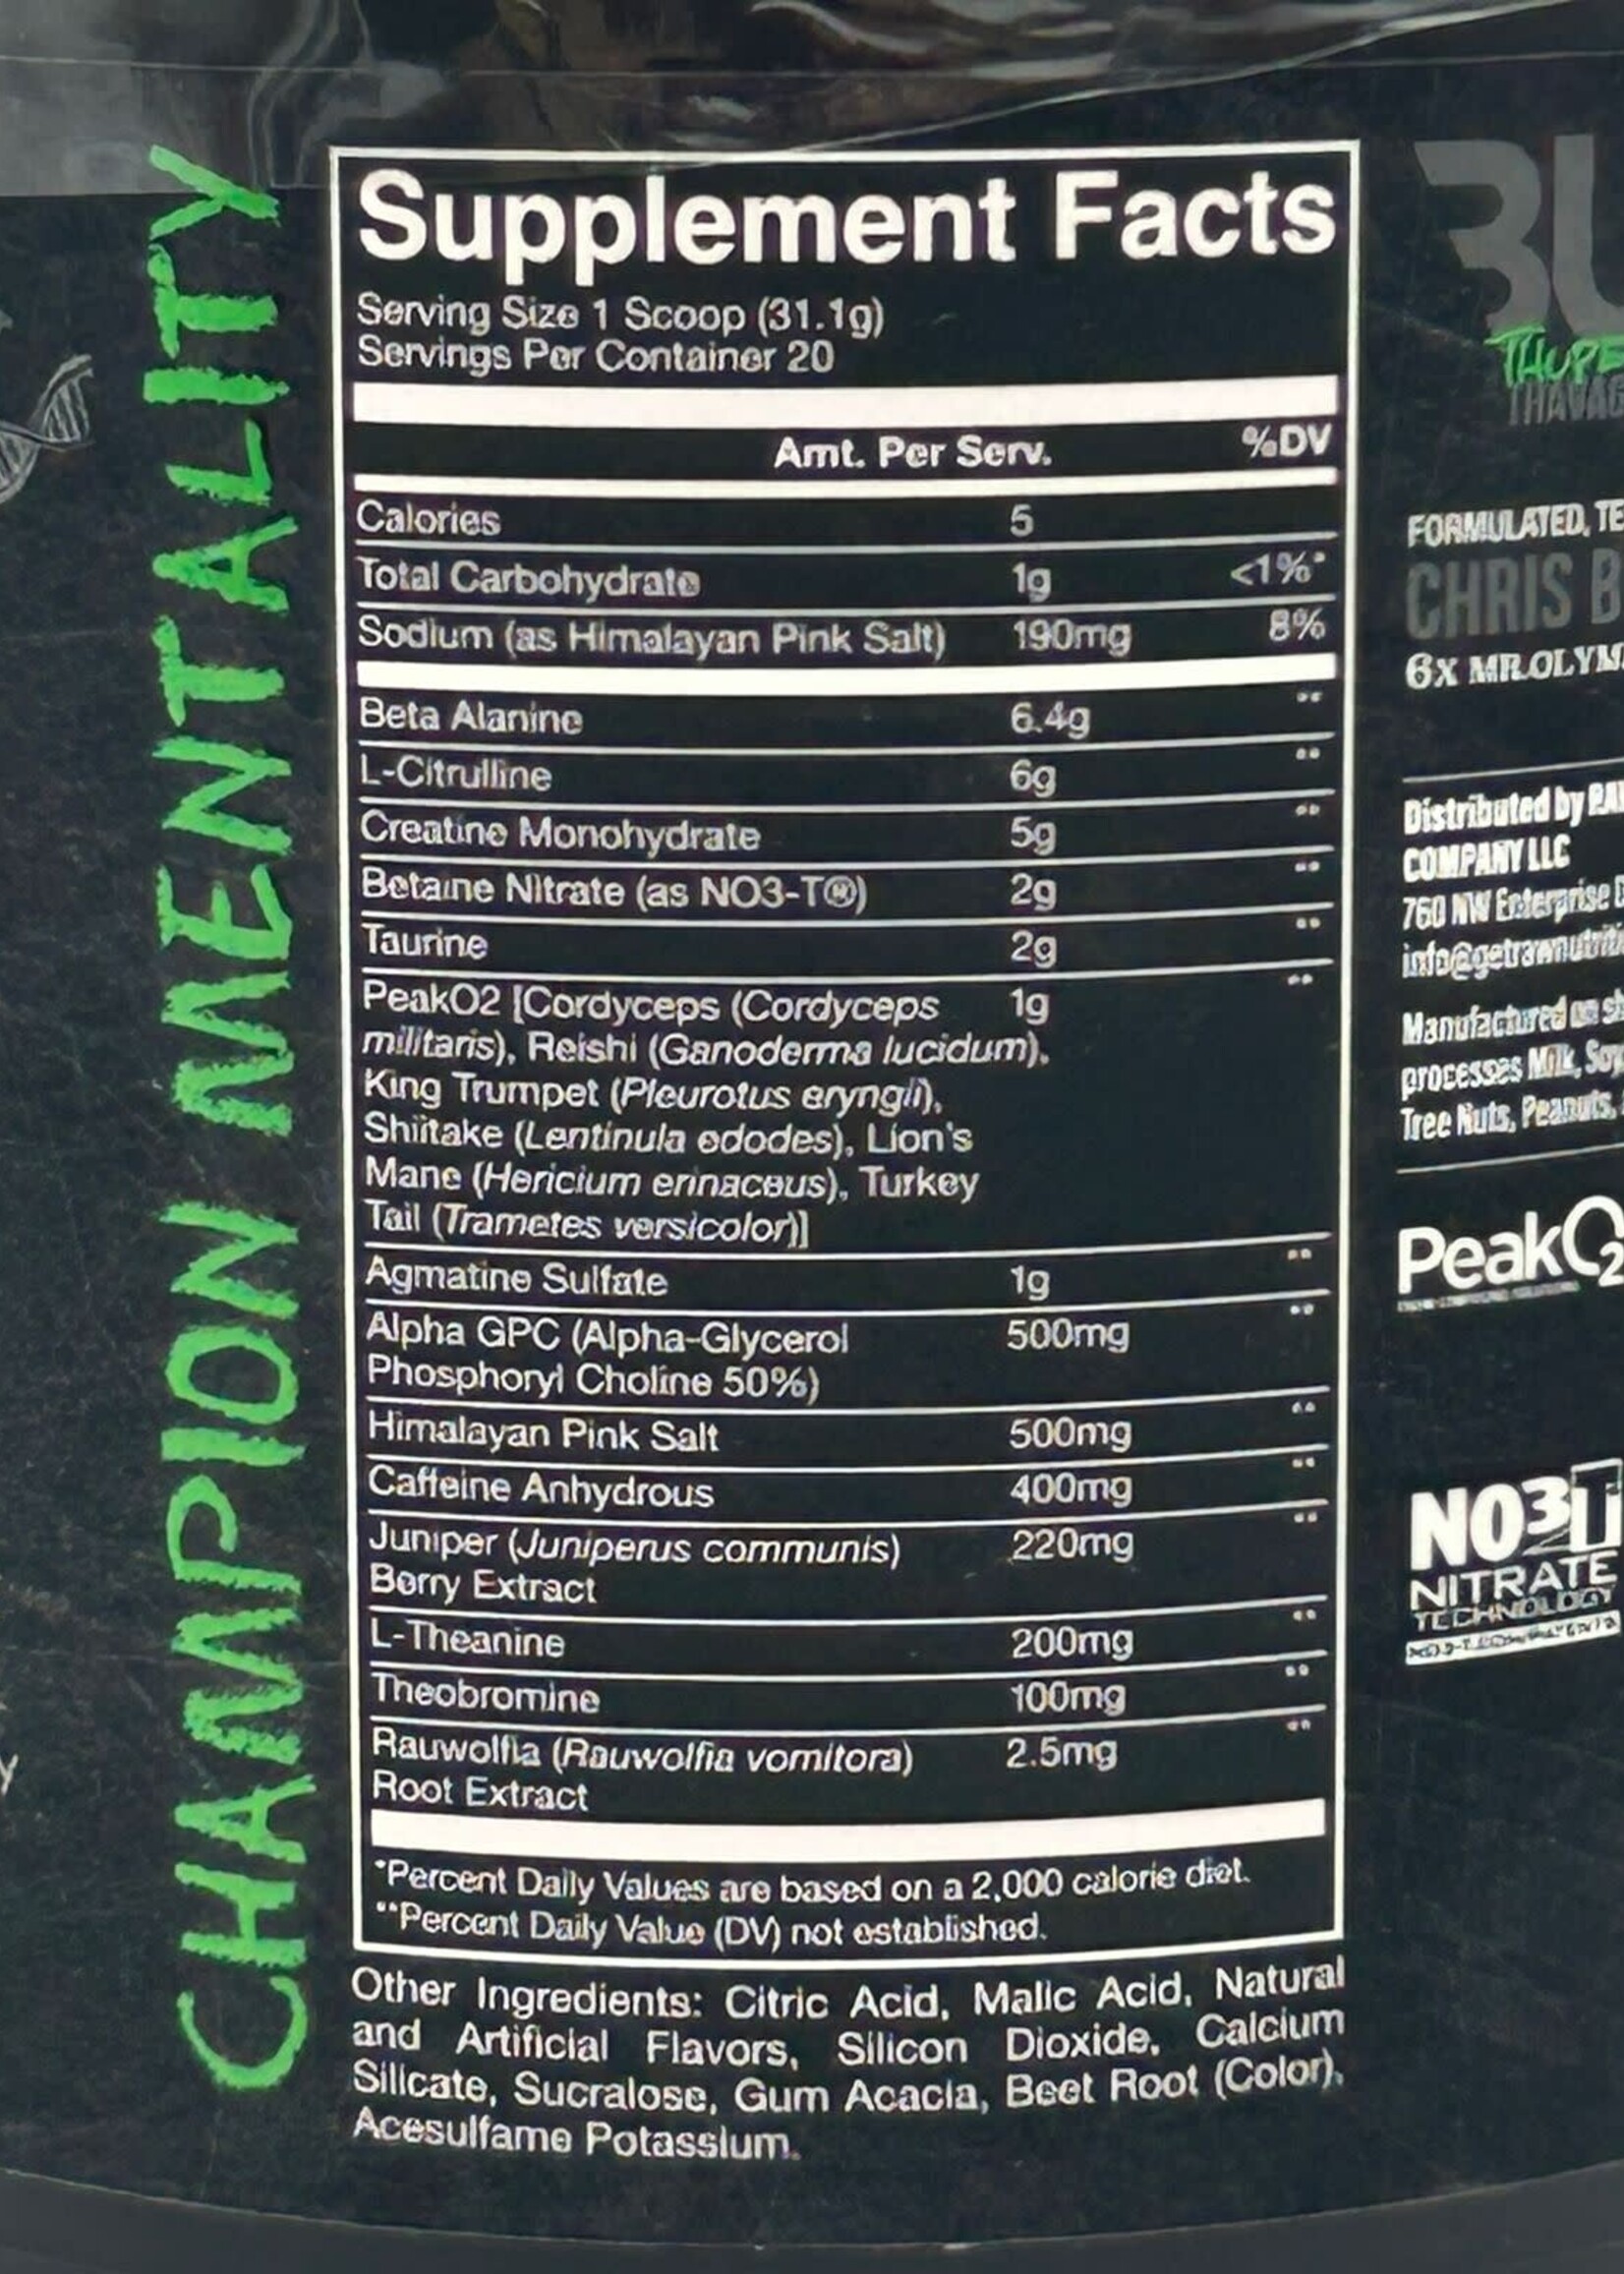 CHAMPION MENTALITY
Supplement Facts
Serving Size 1 Scoop (31.1g)
Servings Per Container 20
Amt. Per Serv. %DV
Calories 5
Total Carbohydrate 1g <1%*
Sodium (as Himalayan Pink Salt) 190mg 8%
Beta Alanine 6.4g **
L-Citrulline 6g **
Creatine Monohydrate 5g **
Betaine Nitrate (as NO3-T®) 2g **
Taurine 2g **
PeakO2 [Cordyceps (Cordyceps 1g **
militaris), Reishi (Ganoderma lucidum),
King Trumpet (Pleurotus eryngii),
Shiitake (Lentinula edodes), Lion's
Mane (Hericium erinaceus), Turkey
Tail (Trametes versicolor)]
Agmatine Sulfate 1g **
Alpha GPC (Alpha-Glycerol 500mg **
Phosphoryl Choline 50%)
Himalayan Pink Salt 500mg **
Caffeine Anhydrous 400mg **
Juniper (Juniperus communis) 220mg **
Berry Extract
L-Theanine 200mg **
Theobromine 100mg **
Rauwolfia (Rauwolfia vomitora) 2.5mg **
Root Extract
*Percent Daily Values are based on a 2,000 calorie diet.
**Percent Daily Value (DV) not established.
Other Ingredients: Citric Acid, Malic Acid, Natural
and Artificial Flavors, Silicon Dioxide, Calcium
Silicate, Sucralose, Gum Acacia, Beet Root (Color),
Acesulfame Potassium.
FORMULATED,
CHRIS B
6X MR.OLYM
Distributed by
COMPANY LLC
760 NW Enterprise
info@getrawnutriti
Manufactured on
processes Milk, Soy
Tree Nuts, Peanuts,
PeakO2
NO3T
NITRATE
TECHNOLOGY